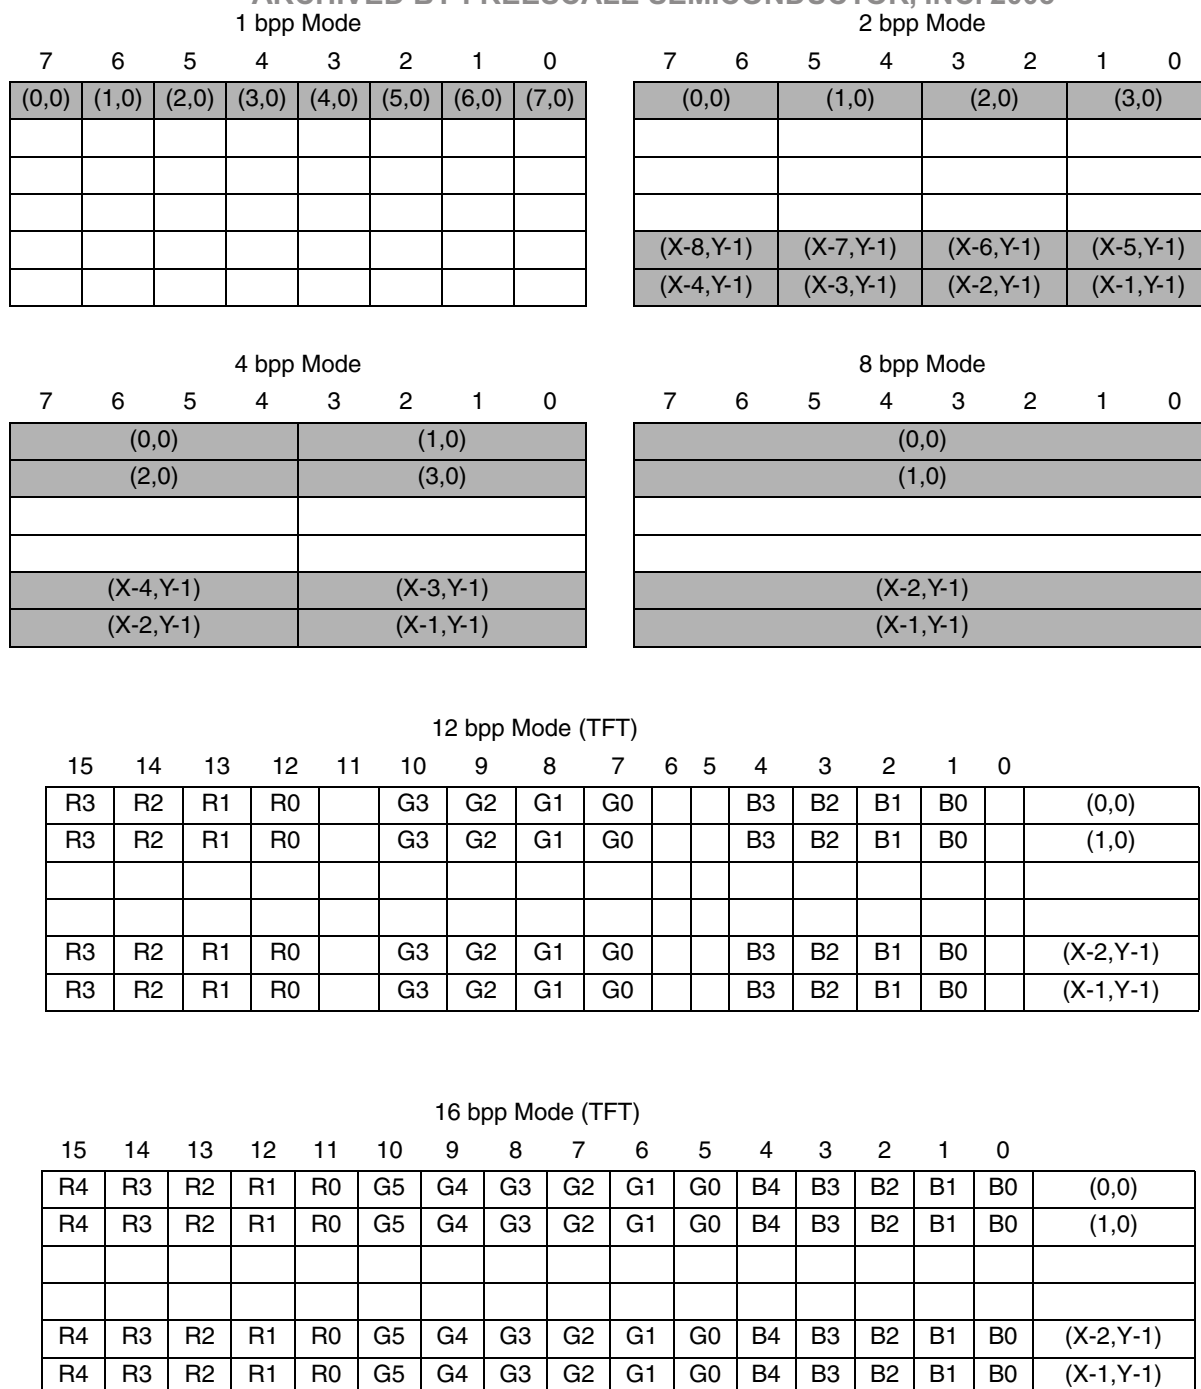 1 bpp Mode 2 bpp Mode
7 6 5 4 3 2 1 0 7 6 5 4 3 2 1 0
(0,0) (1,0) (2,0) (3,0) (4,0) (5,0) (6,0) (7,0) (0,0) (1,0) (2,0) (3,0)
(X-8,Y-1) (X-7,Y-1) (X-6,Y-1) (X-5,Y-1)
(X-4,Y-1) (X-3,Y-1) (X-2,Y-1) (X-1,Y-1)
4 bpp Mode 8 bpp Mode
7 6 5 4 3 2 1 0 7 6 5 4 3 2 1 0
(0,0) (1,0) (0,0)
(2,0) (3,0) (1,0)
(X-4,Y-1) (X-3,Y-1) (X-2,Y-1)
(X-2,Y-1) (X-1,Y-1) (X-1,Y-1)
12 bpp Mode (TFT)
15 14 13 12 11 10 9 8 7 6 5 4 3 2 1 0
R3 R2 R1 R0 G3 G2 G1 G0 B3 B2 B1 B0 (0,0)
R3 R2 R1 R0 G3 G2 G1 G0 B3 B2 B1 B0 (1,0)
R3 R2 R1 R0 G3 G2 G1 G0 B3 B2 B1 B0 (X-2,Y-1)
R3 R2 R1 R0 G3 G2 G1 G0 B3 B2 B1 B0 (X-1,Y-1)
16 bpp Mode (TFT)
15 14 13 12 11 10 9 8 7 6 5 4 3 2 1 0
R4 R3 R2 R1 R0 G5 G4 G3 G2 G1 G0 B4 B3 B2 B1 B0 (0,0)
R4 R3 R2 R1 R0 G5 G4 G3 G2 G1 G0 B4 B3 B2 B1 B0 (1,0)
R4 R3 R2 R1 R0 G5 G4 G3 G2 G1 G0 B4 B3 B2 B1 B0 (X-2,Y-1)
R4 R3 R2 R1 R0 G5 G4 G3 G2 G1 G0 B4 B3 B2 B1 B0 (X-1,Y-1)